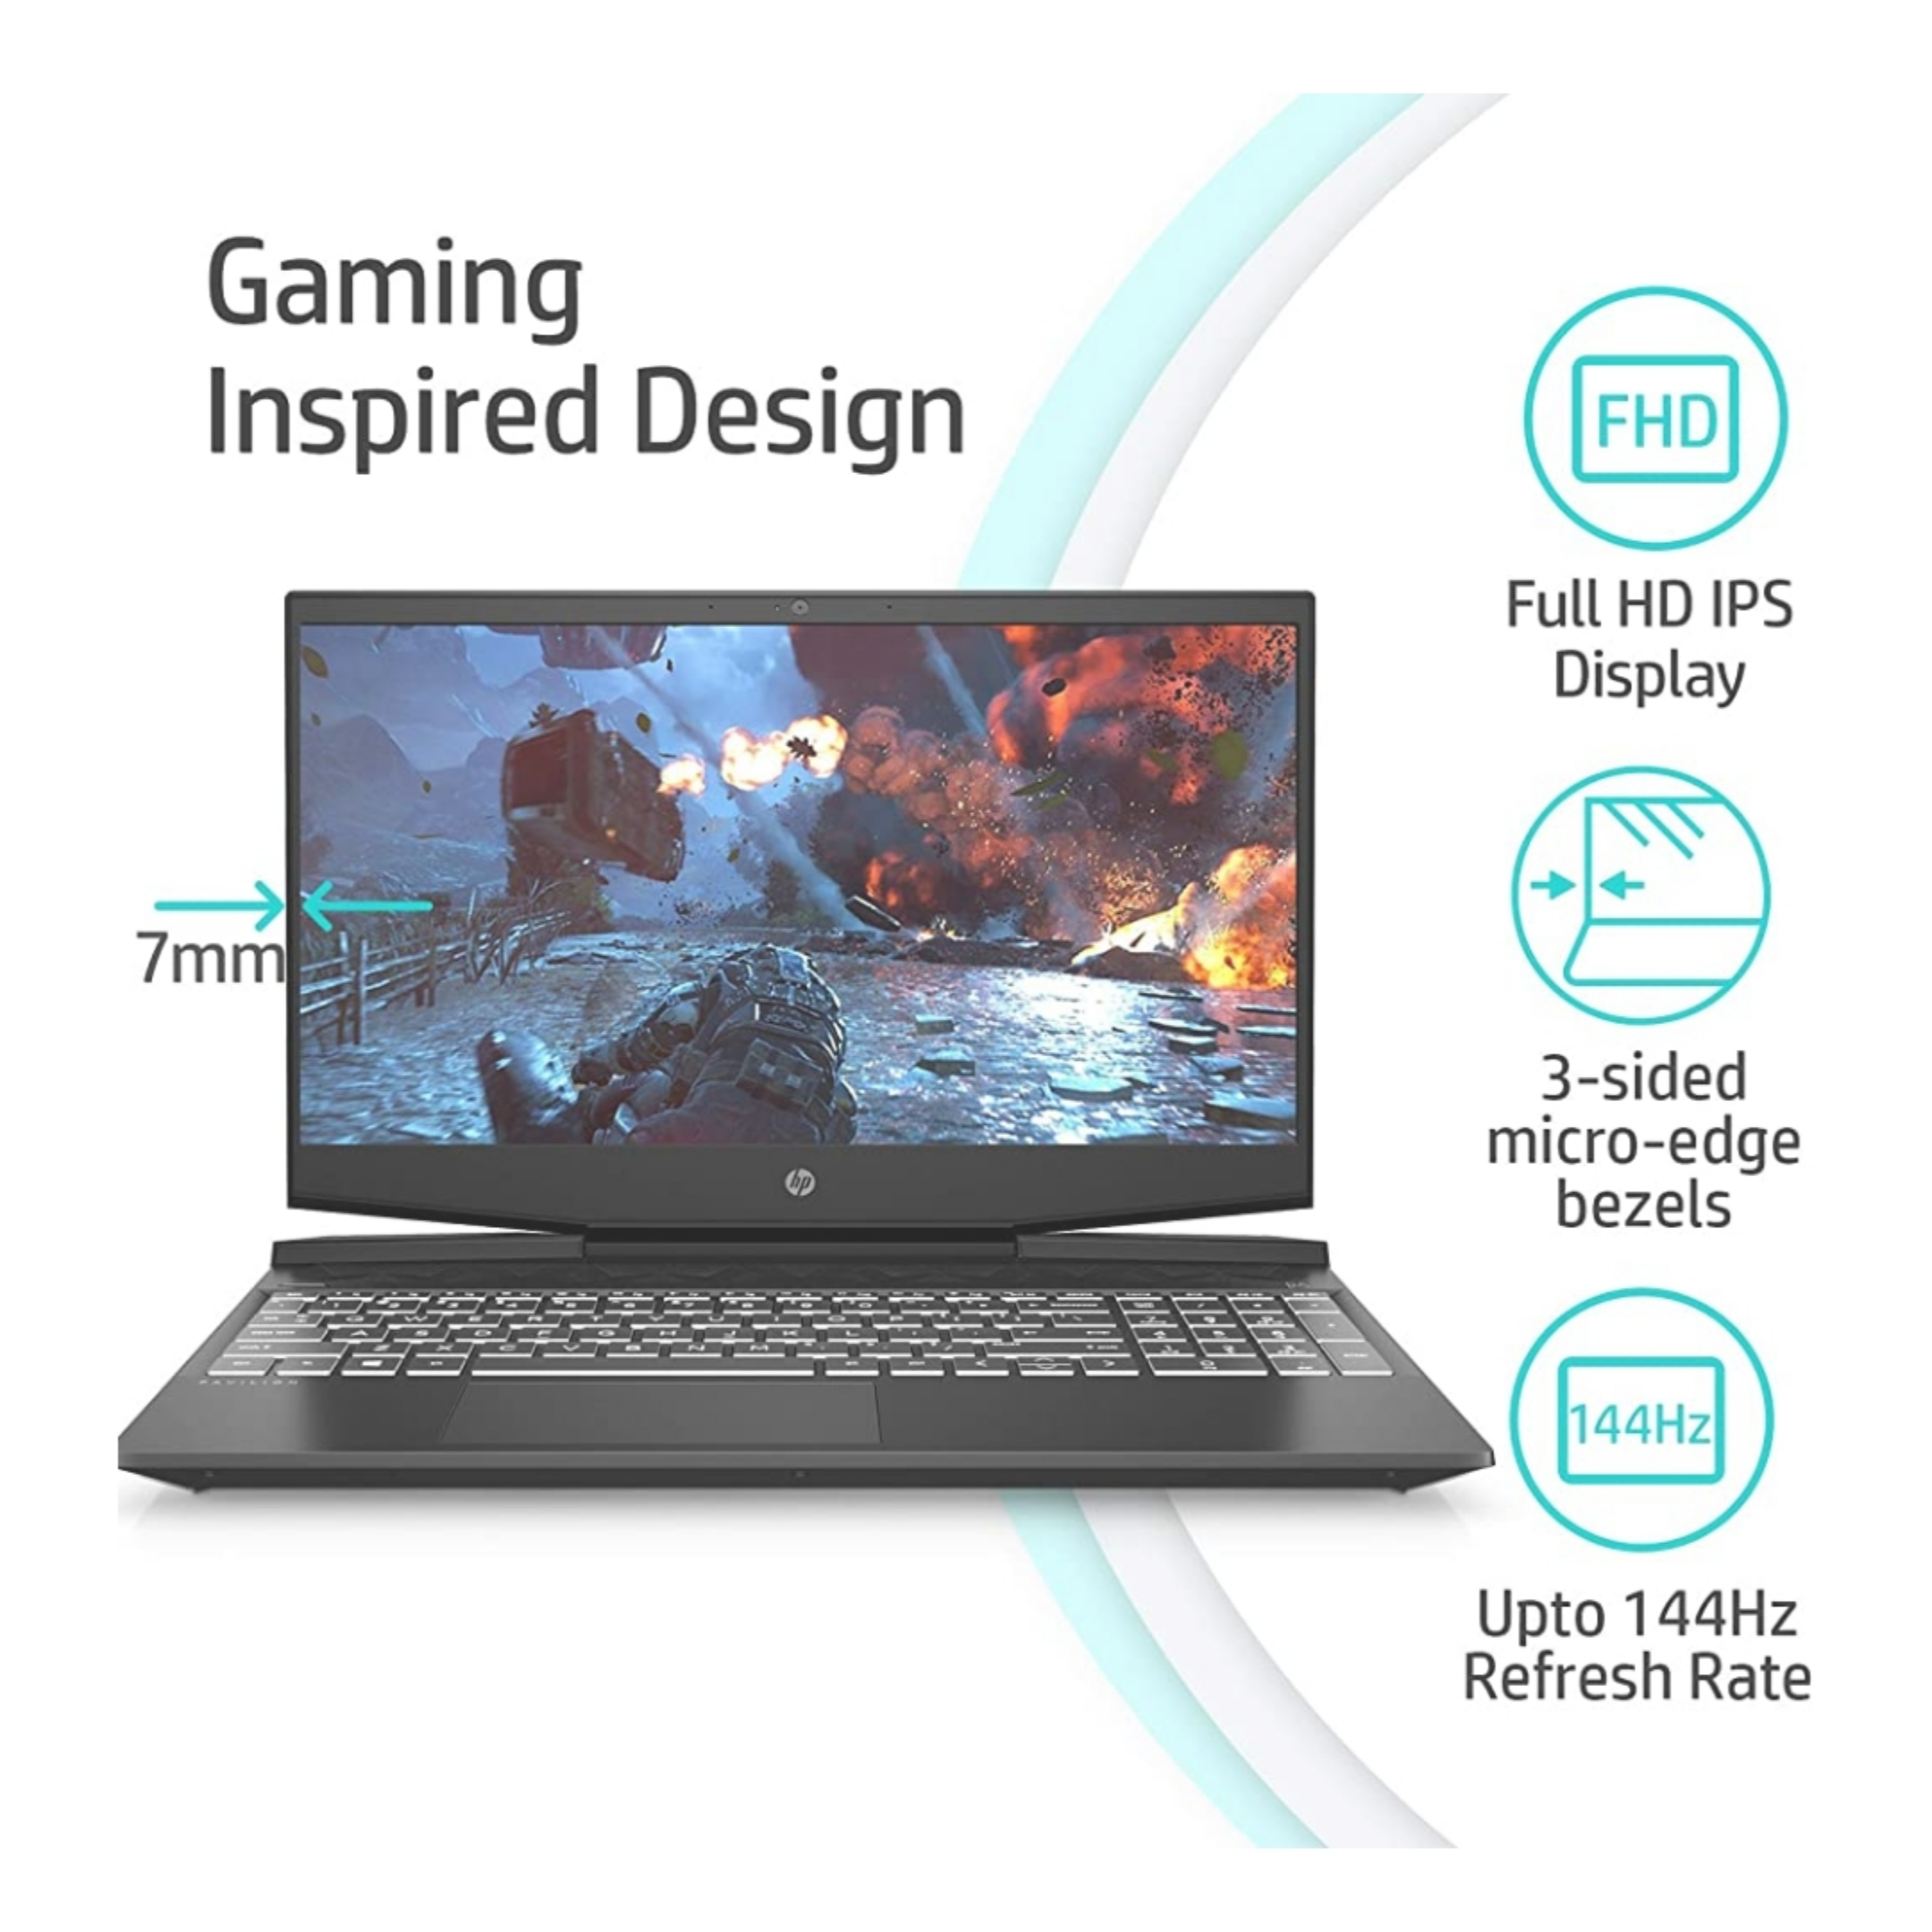 Gaming
Inspired Design
FHD
Full HD IPS
Display
7mm
hp
3-sided
micro-edge
bezels
PAVILION
144Hz
Upto 144Hz
Refresh Rate